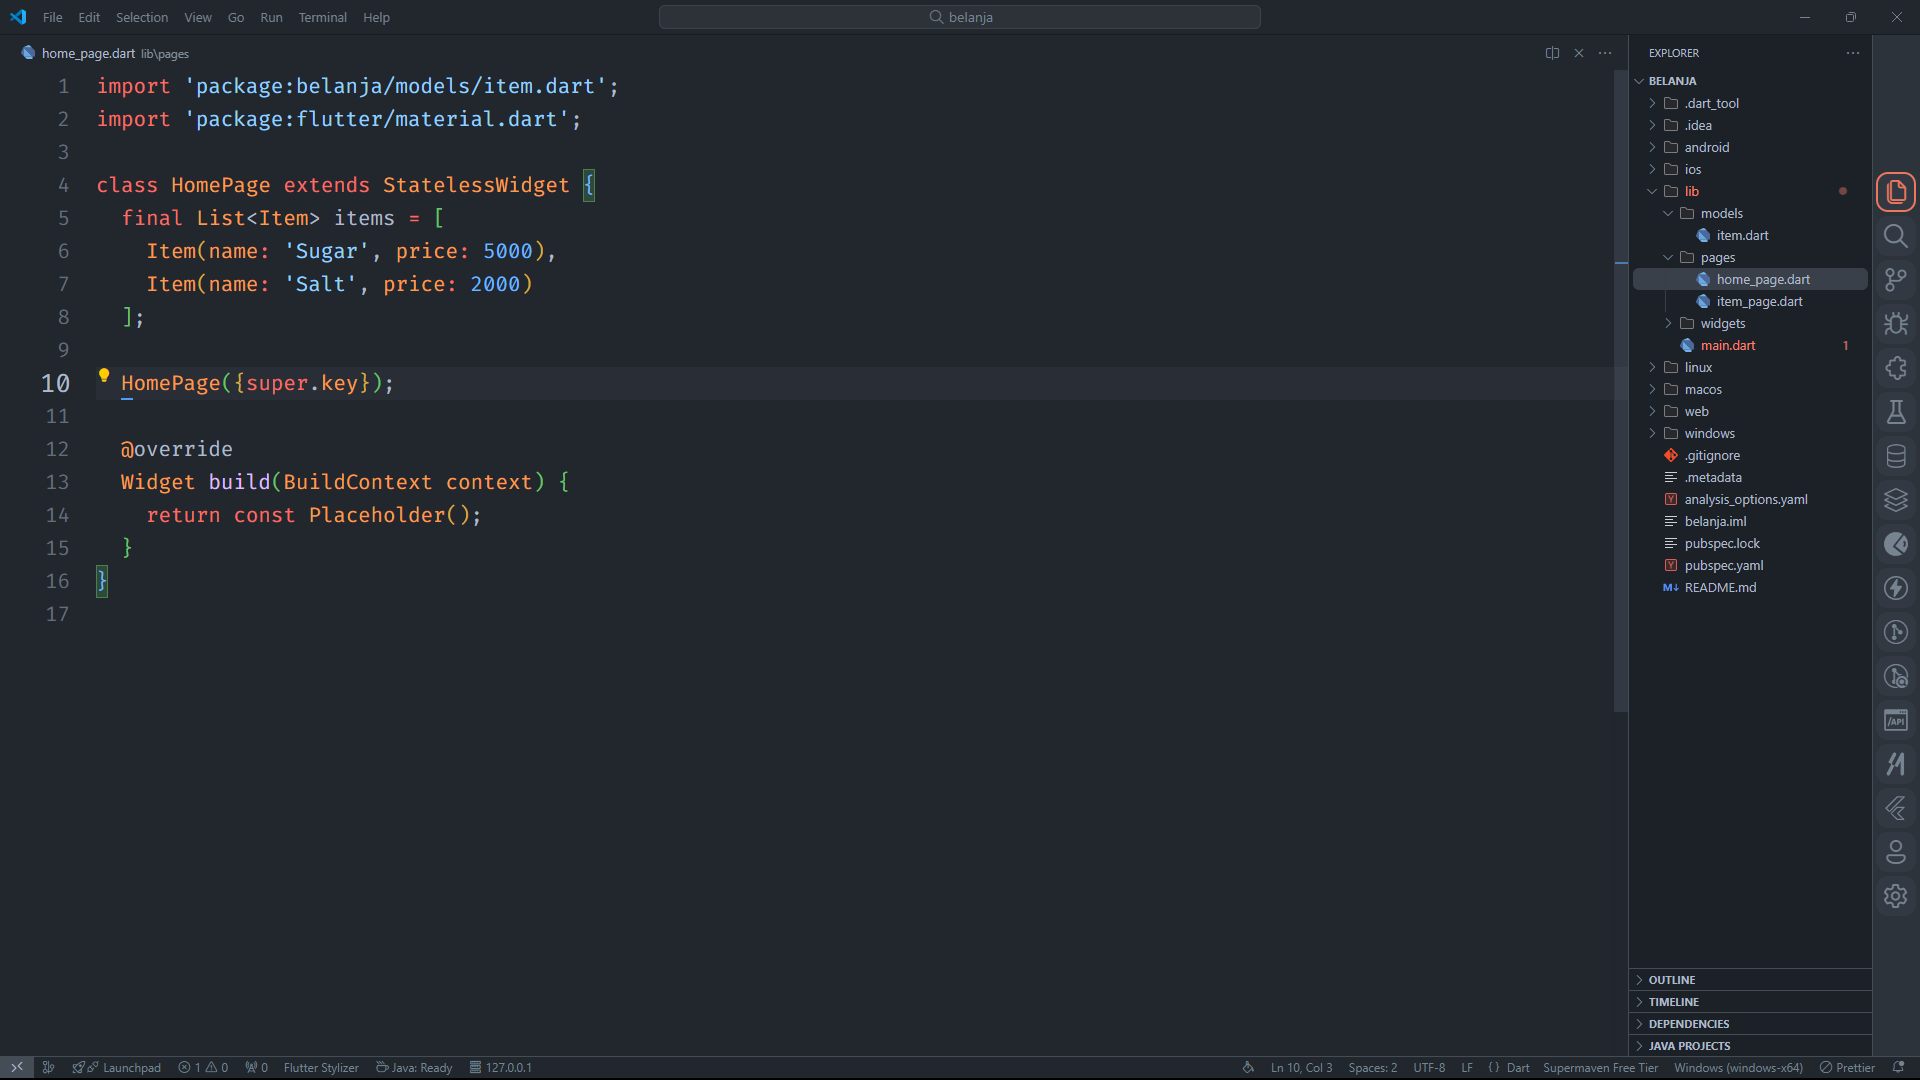 File Edit Selection View Go Run Terminal Help
belanja
home_page.dart lib\pages
1 import 'package:belanja/models/item.dart';
2 import 'package:flutter/material.dart';
3
4 class HomePage extends StatelessWidget {
5 final List<Item> items = [
6 Item(name: 'Sugar', price: 5000),
7 Item(name: 'Salt', price: 2000)
8 ];
9
10 HomePage({super.key});
11
12 @override
13 Widget build(BuildContext context) {
14 return const Placeholder();
15 }
16 }
17
EXPLORER
BELANJA
.dart_tool
.idea
android
ios
lib
models
item.dart
pages
home_page.dart
item_page.dart
widgets
main.dart 1
linux
macos
web
windows
.gitignore
.metadata
analysis_options.yaml
belanja.iml
pubspec.lock
pubspec.yaml
README.md
OUTLINE
TIMELINE
DEPENDENCIES
JAVA PROJECTS
/API
Launchpad 1 0 0 Flutter Stylizer Java: Ready 127.0.0.1
Ln 10, Col 3 Spaces: 2 UTF-8 LF {} Dart Supermaven Free Tier Windows (windows-x64) Prettier